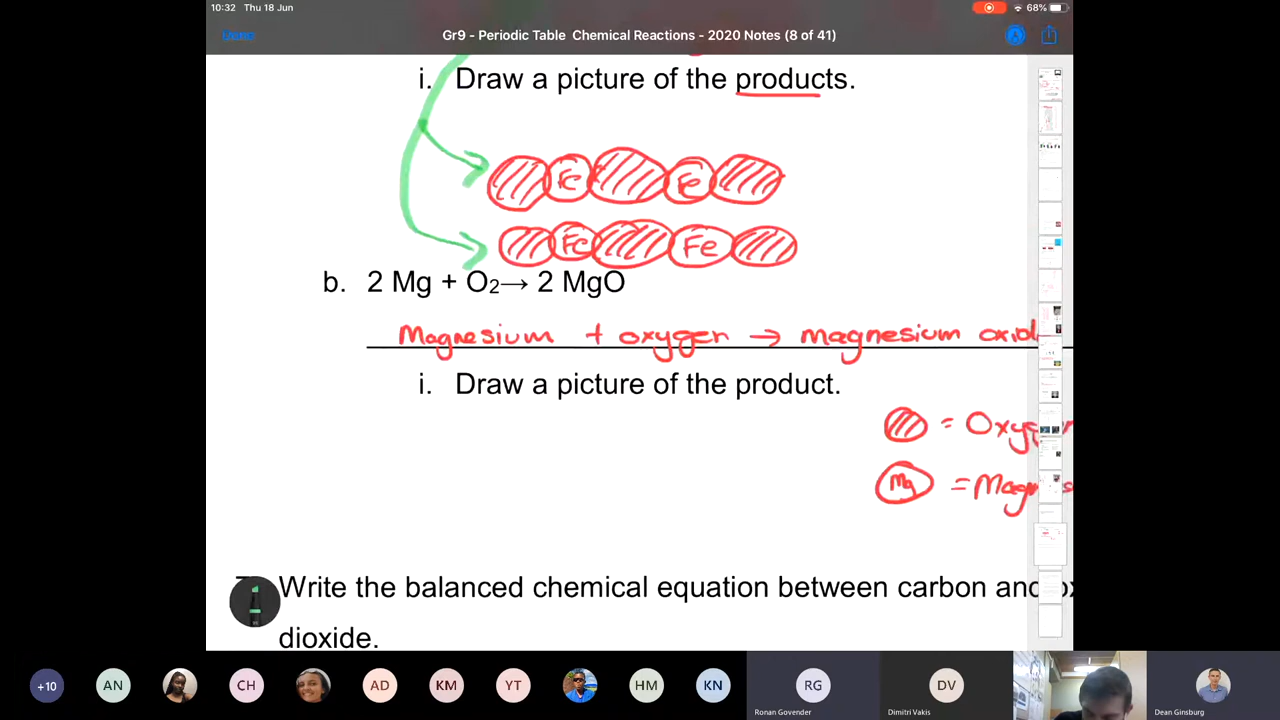 10:32 Thu 18 Jun
68%
Gr9 - Periodic Table Chemical Reactions - 2020 Notes (8 of 41)
i. Draw a picture of the products.
Fe Fe
Fe Fe
b. 2 Mg + O2→ 2 MgO
Magnesium + oxygen → magnesium
i. Draw a picture of the product.
=
Mg =
Write the balanced chemical equation between carbon and
dioxide.
+10 AN CH AD KM YT HM KN RG DV
Ronan Govender Dimitri Vakis Dean Ginsburg